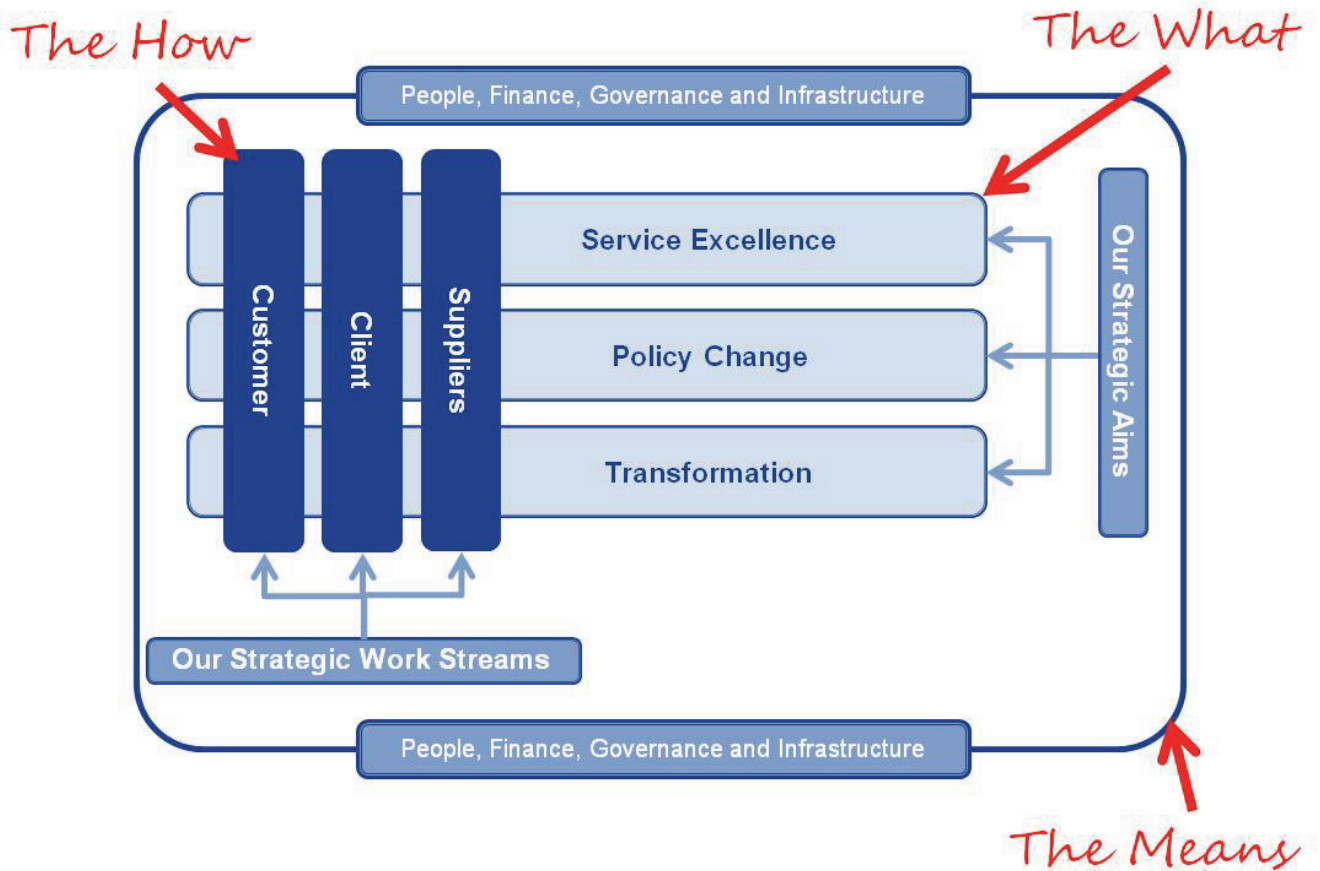 The How
The What
People, Finance, Governance and Infrastructure
Service Excellence
Policy Change
Transformation
Customer
Client
Suppliers
Our Strategic Aims
Our Strategic Work Streams
People, Finance, Governance and Infrastructure
The Means